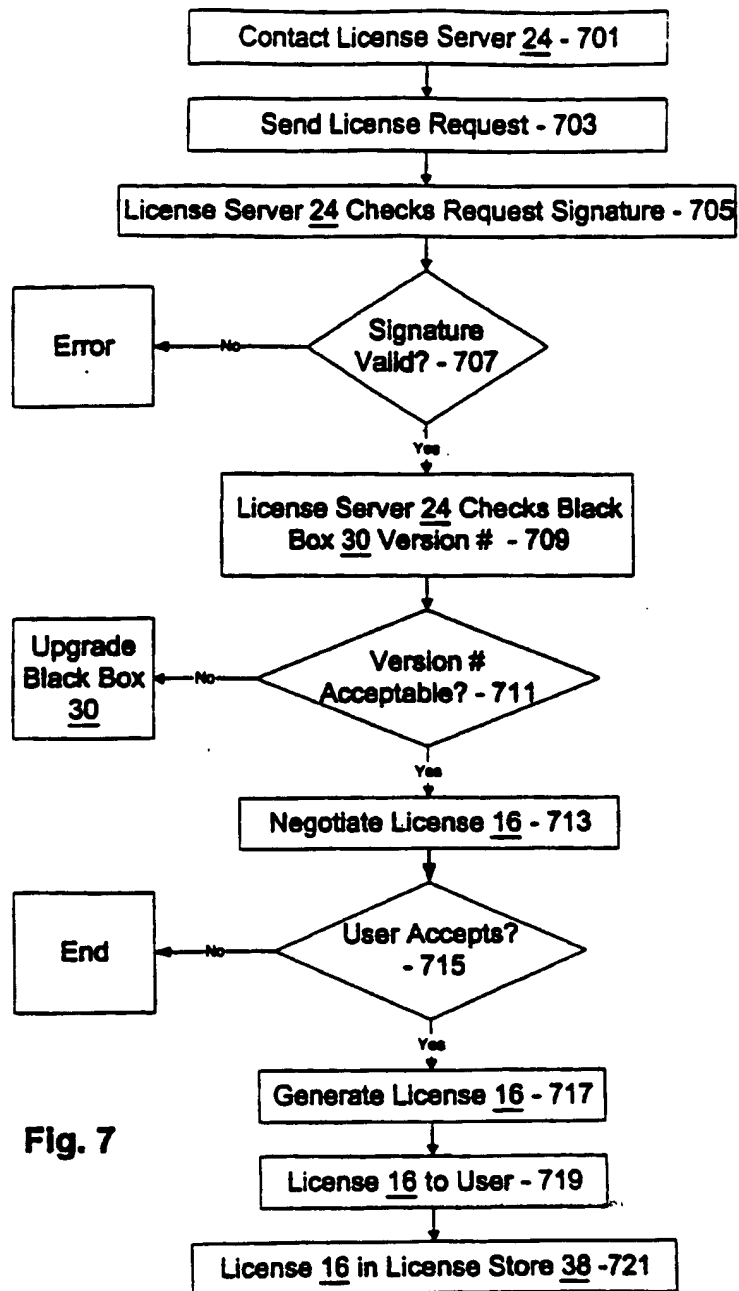 Contact License Server 24 - 701
Send License Request - 703
License Server 24 Checks Request Signature - 705
Error
No
Signature
Valid? - 707
Yes
License Server 24 Checks Black
Box 30 Version # - 709
Upgrade
Black Box
30
No
Version #
Acceptable? - 711
Yes
Negotiate License 16 - 713
End
No
User Accepts?
- 715
Yes
Generate License 16 - 717
Fig. 7
License 16 to User - 719
License 16 in License Store 38 -721